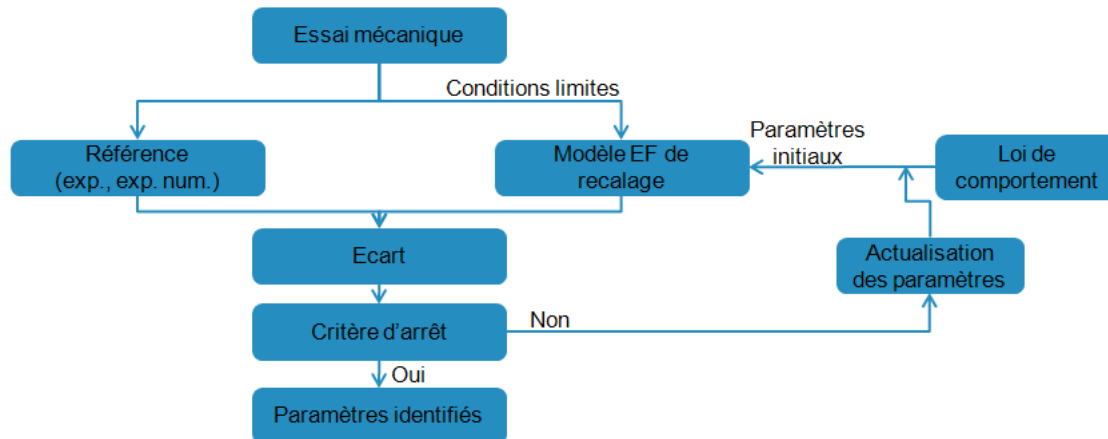 Essai mécanique
Conditions limites
Référence
(exp., exp. num.)
Modèle EF de
recalage
Paramètres
initiaux
Loi de
comportement
Ecart
Actualisation
des paramètres
Critère d'arrêt
Non
Oui
Paramètres identifiés